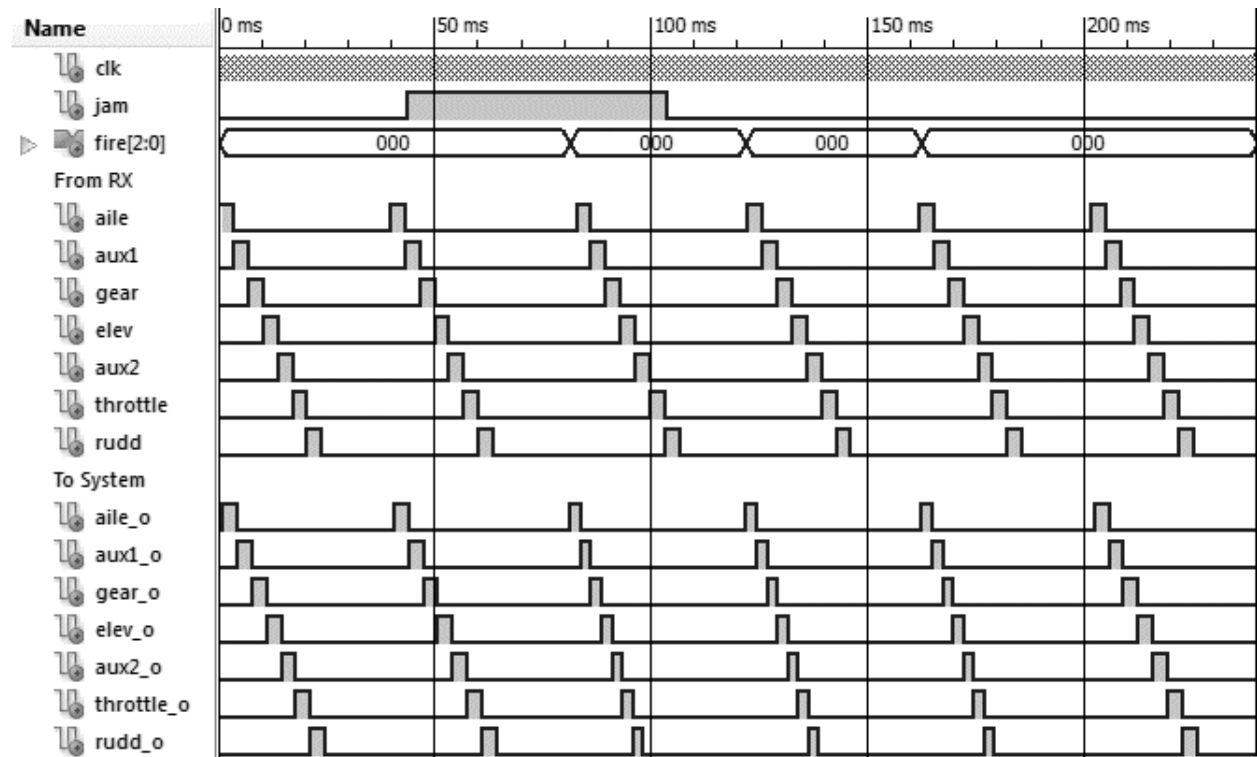 Name 0 ms 50 ms 100 ms 150 ms 200 ms
clk
jam
fire[2:0] 000 000 000 000
From RX
aile
aux1
gear
elev
aux2
throttle
rudd
To System
aile_o
aux1_o
gear_o
elev_o
aux2_o
throttle_o
rudd_o